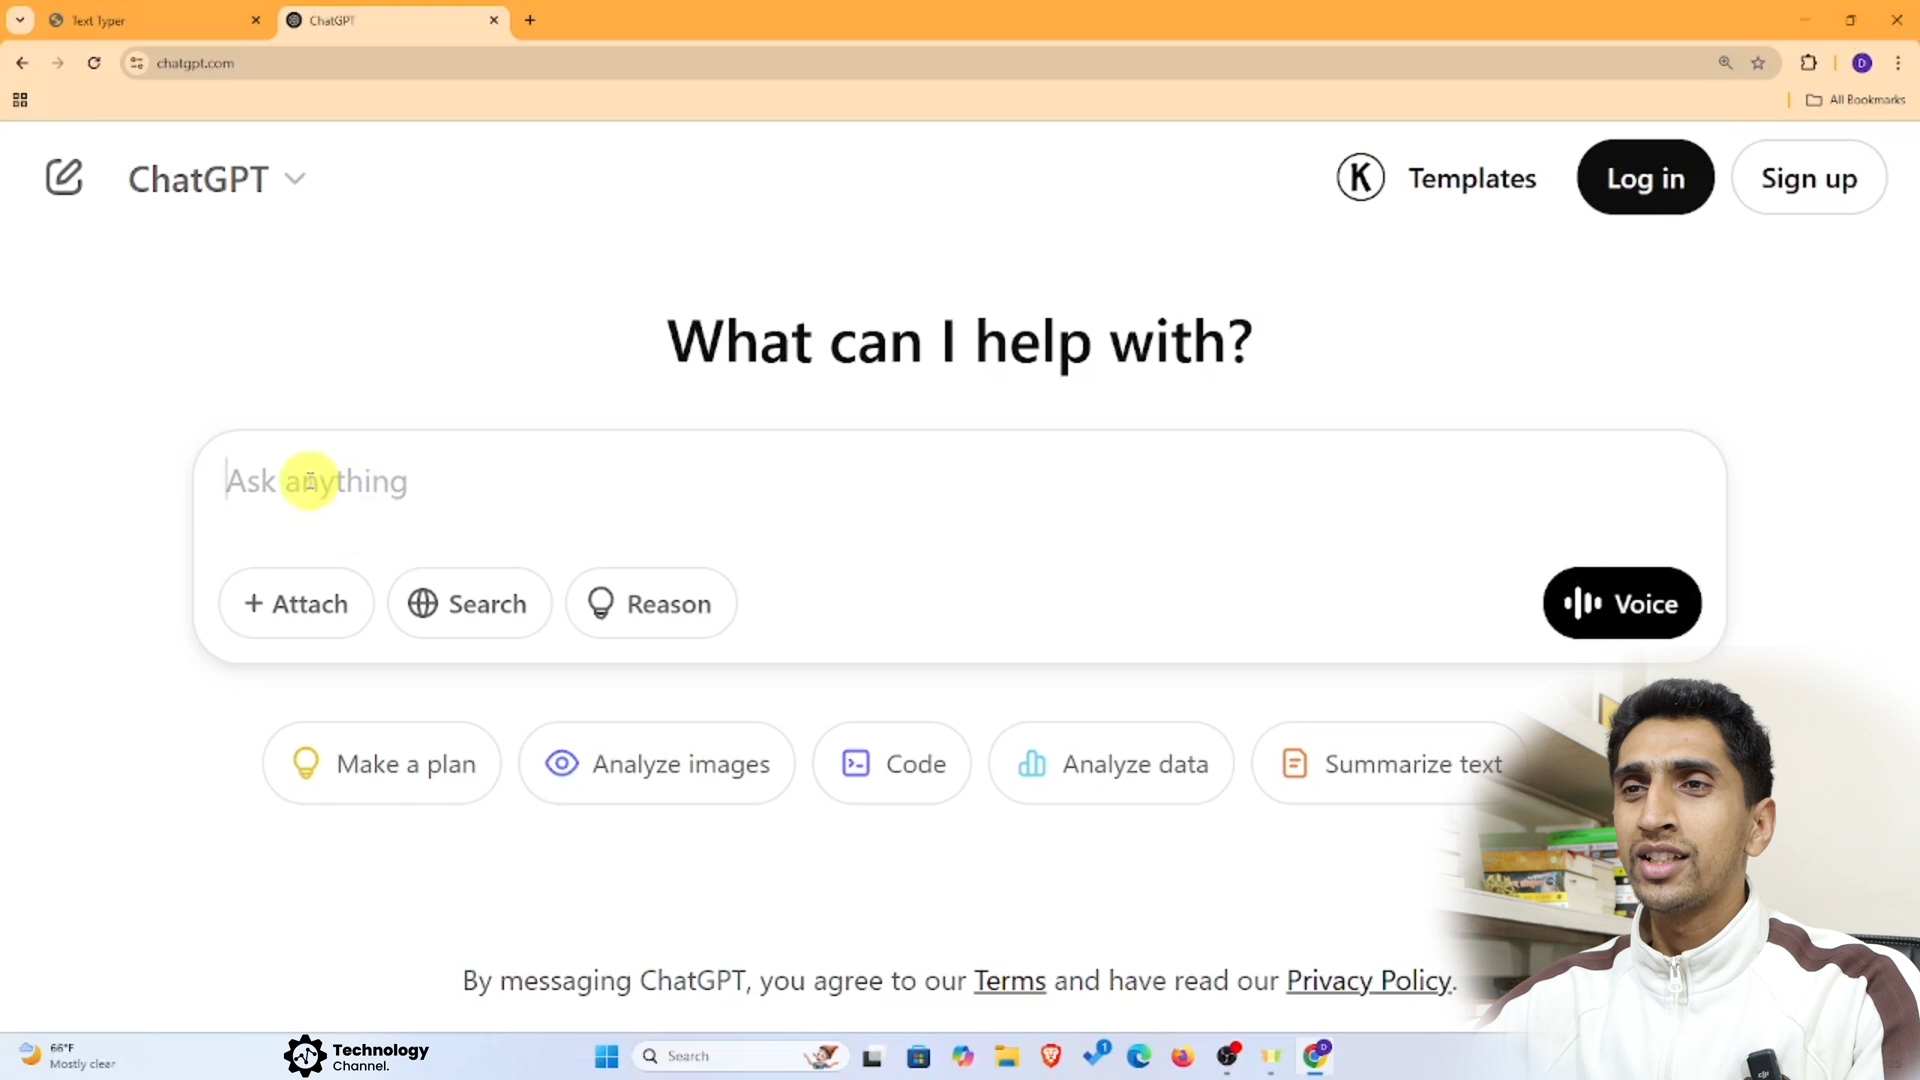 Text Typer
ChatGPT
chatgpt.com
D
All Bookmarks
ChatGPT
K
Templates
Log in
Sign up
What can I help with?
Ask anything
+ Attach
Search
Reason
Voice
Make a plan
Analyze images
Code
Analyze data
Summarize text
By messaging ChatGPT, you agree to our Terms and have read our Privacy Policy.
66°F
Mostly clear
Technology
Channel.
Search
1
D